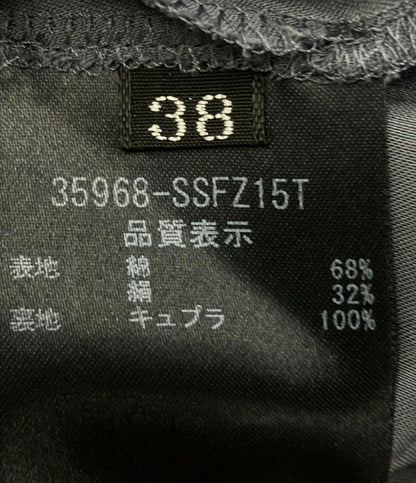 38
35968-SSFZ15T
品質表示
表地 綿 68%
絹 32%
裏地 キュプラ 100%